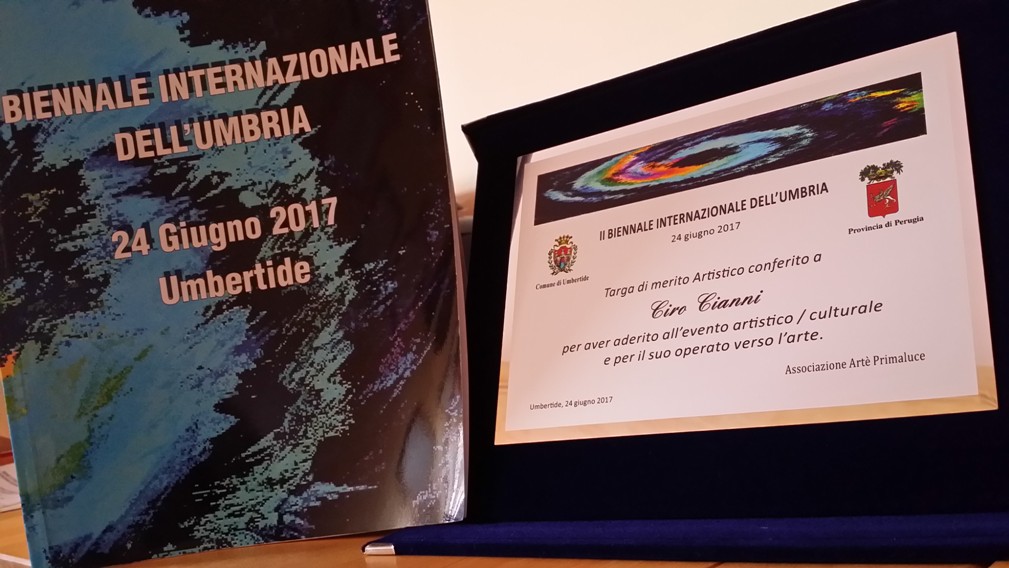 BIENNALE INTERNAZIONALE
DELL'UMBRIA
24 Giugno 2017
Umbertide
II BIENNALE INTERNAZIONALE DELL'UMBRIA
24 giugno 2017
Comune di Umbertide
Provincia di Perugia
Targa di merito Artistico conferito a
Ciro Cianni
per aver aderito all'evento artistico / culturale
e per il suo operato verso l'arte.
Associazione Artè Primaluce
Umbertide, 24 giugno 2017